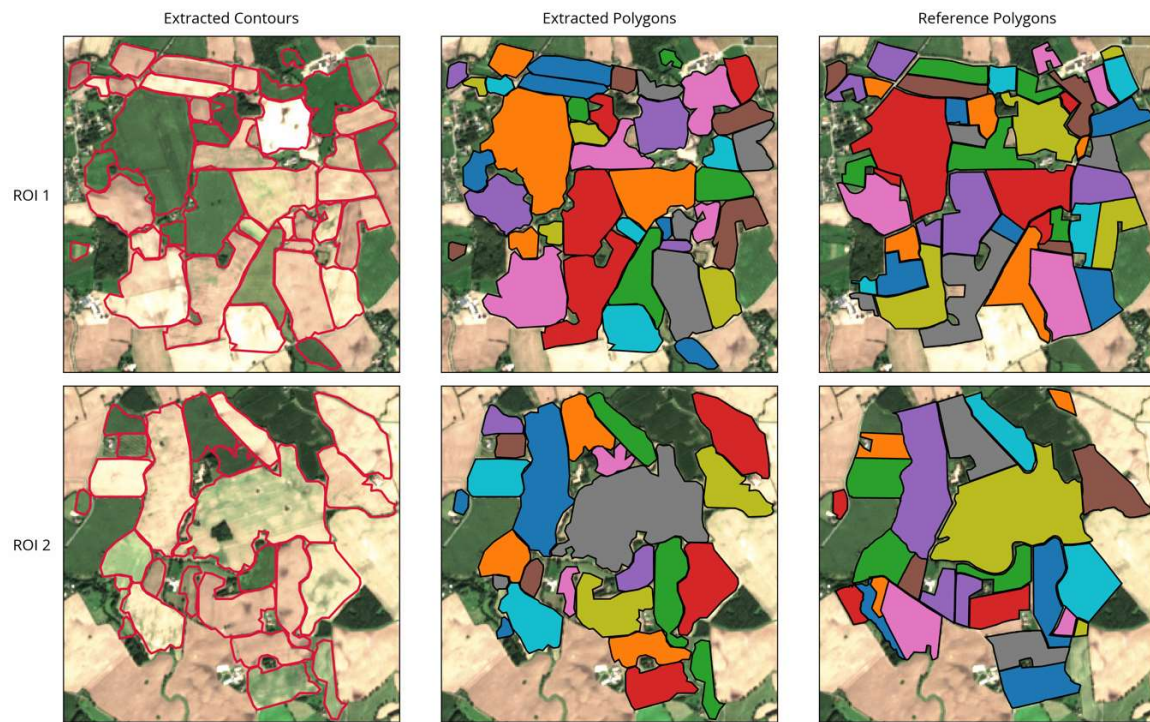 Extracted Contours
Extracted Polygons
Reference Polygons
ROI 1
ROI 2